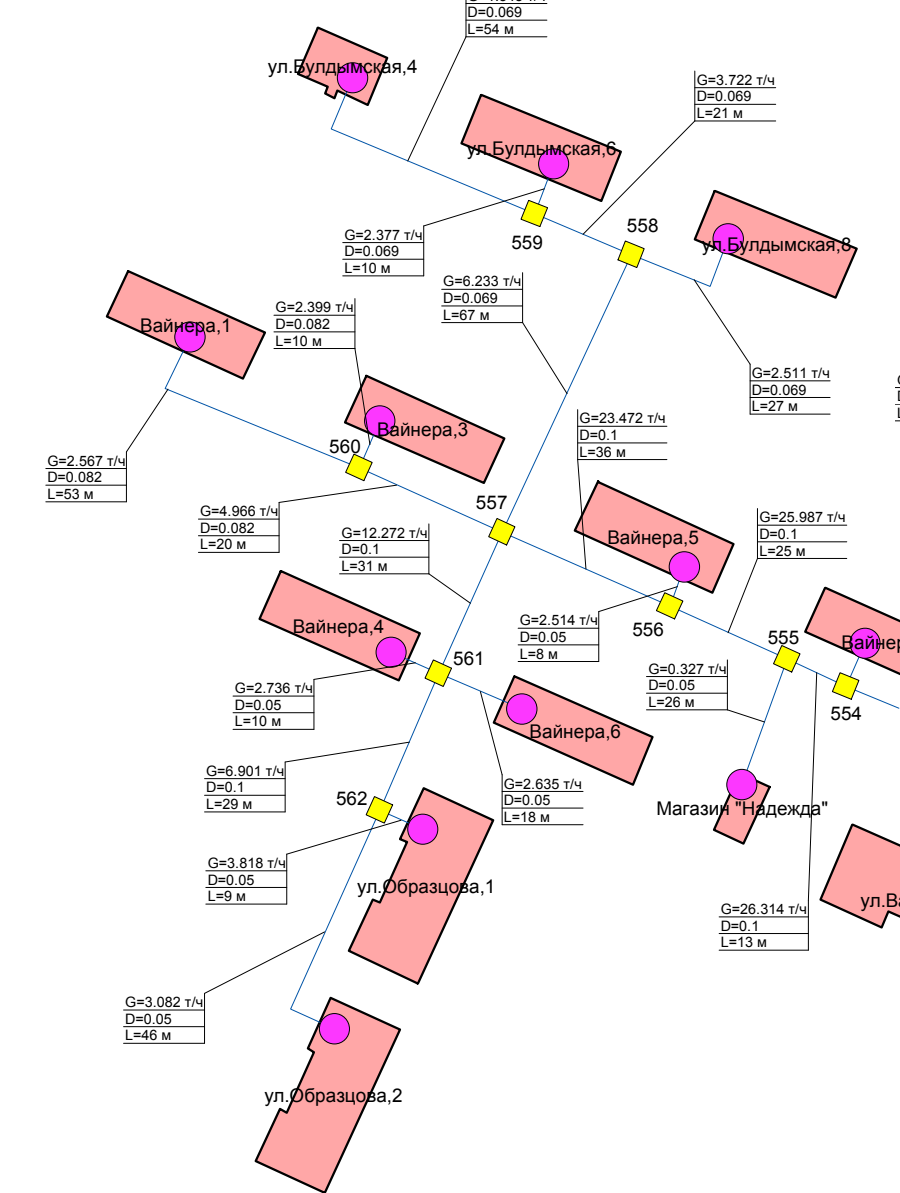 D=0.069
L=54 м
ул.Булдымская,4
G=3.722 т/ч
D=0.069
L=21 м
ул.Булдымская,6
559
558
ул.Булдымская,8
G=2.377 т/ч
D=0.069
L=10 м
G=6.233 т/ч
D=0.069
L=67 м
G=2.399 т/ч
D=0.082
L=10 м
Вайнера,1
G=2.511 т/ч
D=0.069
L=27 м
Вайнера,3
560
G=23.472 т/ч
D=0.1
L=36 м
G=2.567 т/ч
D=0.082
L=53 м
G=4.966 т/ч
D=0.082
L=20 м
557
G=12.272 т/ч
D=0.1
L=31 м
Вайнера,5
G=25.987 т/ч
D=0.1
L=25 м
Вайнера,4
G=2.514 т/ч
D=0.05
L=8 м
556
555
561
G=0.327 т/ч
D=0.05
L=26 м
554
G=2.736 т/ч
D=0.05
L=10 м
Вайнера,6
G=6.901 т/ч
D=0.1
L=29 м
562
G=2.635 т/ч
D=0.05
L=18 м
Магазин "Надежда"
G=3.818 т/ч
D=0.05
L=9 м
ул.Образцова,1
G=26.314 т/ч
D=0.1
L=13 м
G=3.082 т/ч
D=0.05
L=46 м
ул.Образцова,2